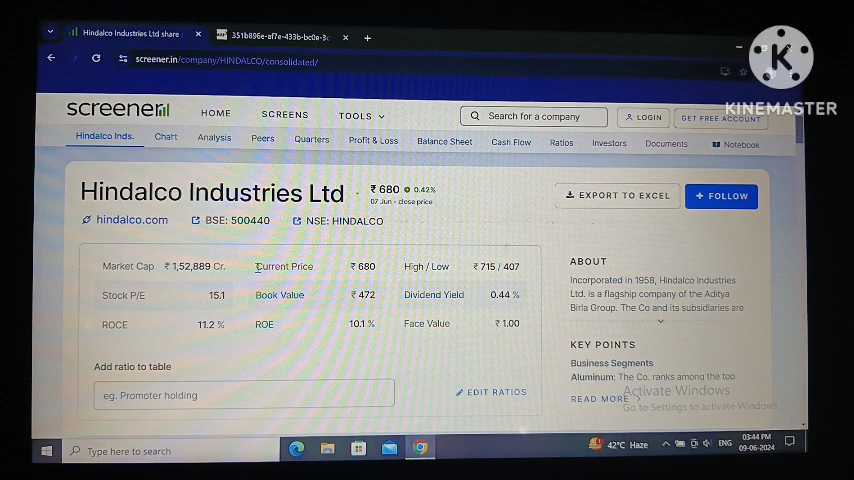 Hindalco Industries Ltd share
351b896e-af7e-433b-bc0e-3c
screener.in/company/HINDALCO/consolidated/
KINEMASTER
screener
HOME
SCREENS
TOOLS
Search for a company
LOGIN
GET FREE ACCOUNT
Hindalco Inds.
Chart
Analysis
Peers
Quarters
Profit & Loss
Balance Sheet
Cash Flow
Ratios
Investors
Documents
Notebook
Hindalco Industries Ltd
₹ 680 0.42%
07 Jun - close price
EXPORT TO EXCEL
+ FOLLOW
hindalco.com
BSE: 500440
NSE: HINDALCO
Market Cap ₹ 1,52,889 Cr.
Current Price ₹ 680
High / Low ₹ 715 / 407
Stock P/E 15.1
Book Value ₹ 472
Dividend Yield 0.44 %
ROCE 11.2 %
ROE 10.1 %
Face Value ₹ 1.00
Add ratio to table
eg. Promoter holding
EDIT RATIOS
ABOUT
Incorporated in 1958, Hindalco Industries
Ltd. is a flagship company of the Aditya
Birla Group. The Co and its subsidiaries are
KEY POINTS
Business Segments
Aluminum: The Co. ranks among the top
READ MORE
Activate Windows
Go to Settings to activate Windows.
Type here to search
42°C Haze
ENG
03:44 PM
09-06-2024